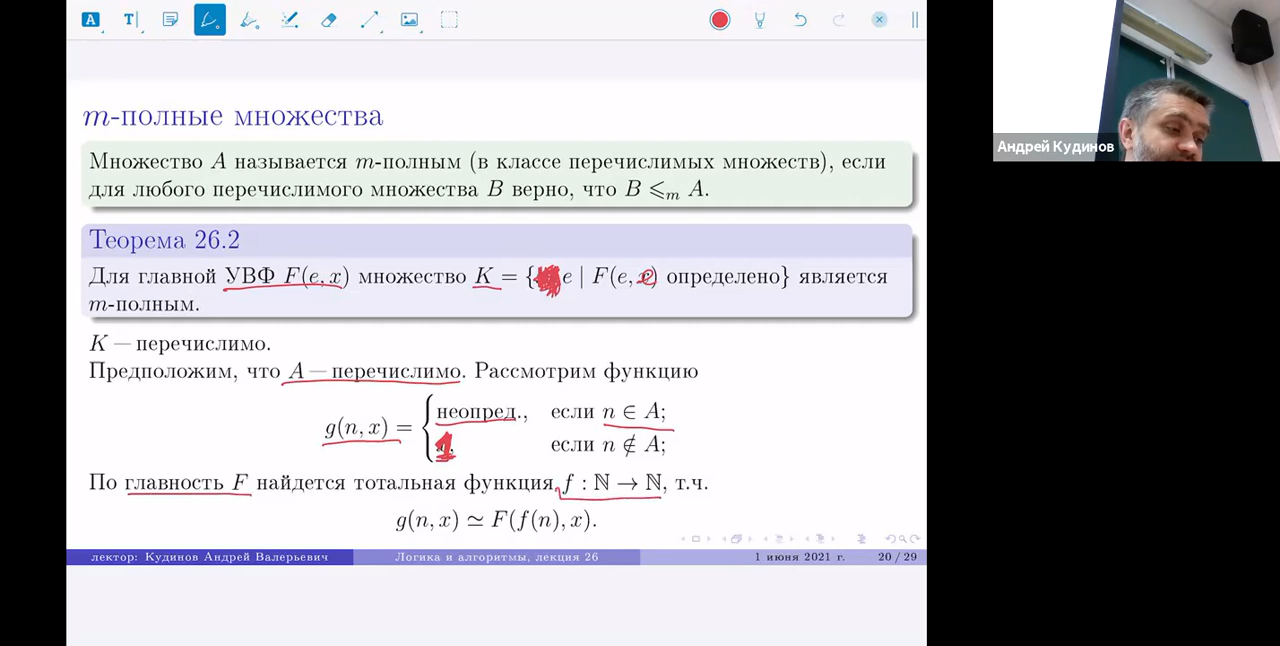 m-полные множества
Множество A называется m-полным (в классе перечислимых множеств), если
для любого перечислимого множества B верно, что B ⩽ₘ A.
Теорема 26.2
Для главной УВФ F(e, x) множество K = { e | F(e, e) определено} является
m-полным.
K — перечислимо.
Предположим, что A — перечислимо. Рассмотрим функцию
g(n, x) = { неопред., если n ∈ A;
1 если n ∉ A;
По главность F найдется тотальная функция f : ℕ → ℕ, т.ч.
g(n, x) ≃ F(f(n), x).
лектор: Кудинов Андрей Валерьевич Логика и алгоритмы, лекция 26 1 июня 2021 г. 20 / 29
Андрей Кудинов